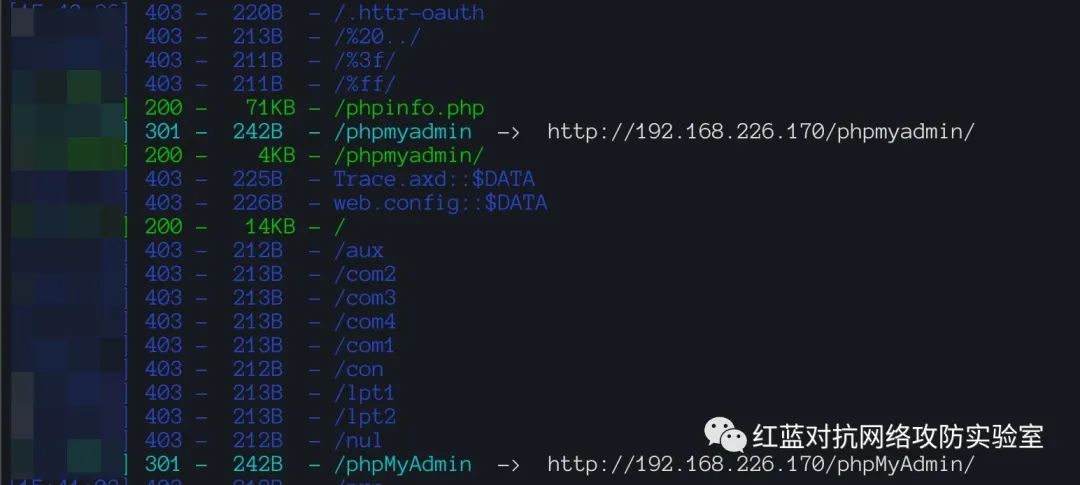 403 - 220B - /.httr-oauth
] 403 - 213B - /%20../
] 403 - 211B - /%3f/
] 403 - 211B - /%ff/
] 200 - 71KB - /phpinfo.php
] 301 - 242B - /phpmyadmin -> http://192.168.226.170/phpmyadmin/
] 200 - 4KB - /phpmyadmin/
] 403 - 225B - Trace.axd::$DATA
] 403 - 226B - web.config::$DATA
] 200 - 14KB - /
] 403 - 212B - /aux
] 403 - 213B - /com2
] 403 - 213B - /com3
] 403 - 213B - /com4
] 403 - 213B - /com1
] 403 - 212B - /con
] 403 - 213B - /lpt1
] 403 - 213B - /lpt2
] 403 - 212B - /nul
] 301 - 242B - /phpMyAdmin -> http://192.168.226.170/phpMyAdmin/
红蓝对抗网络攻防实验室